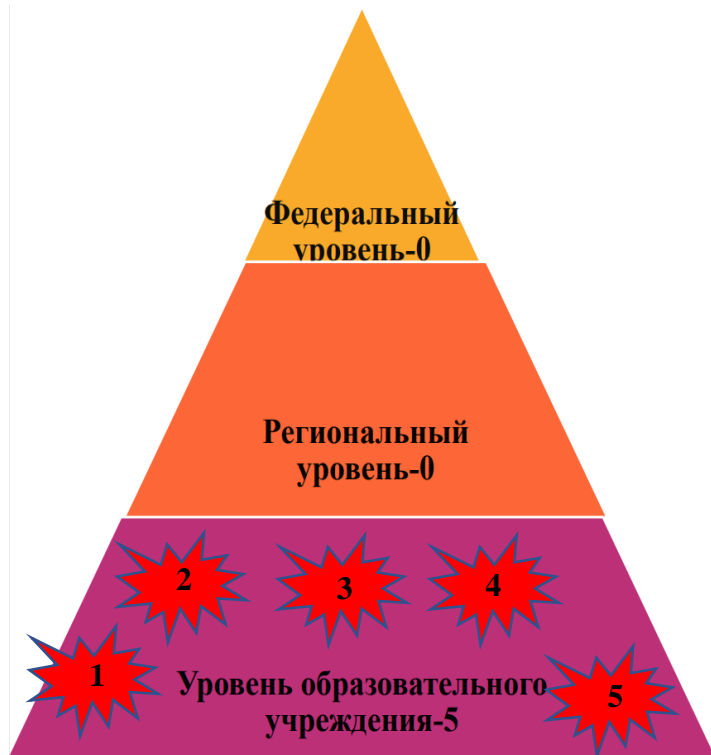 Федеральный
уровень-0
Региональный
уровень-0
2
3
4
1
5
Уровень образовательного
учреждения-5